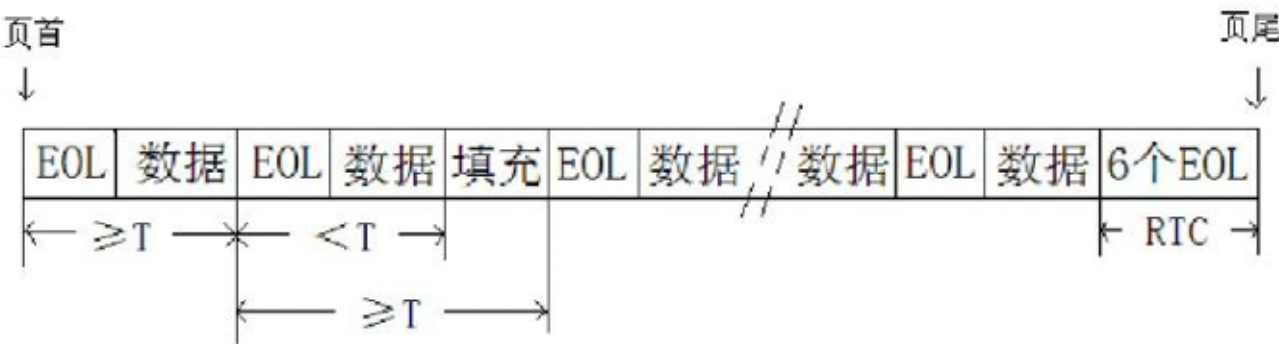 页首 页尾
EOL 数据 EOL 数据 填充 EOL 数据 数据 EOL 数据 6个EOL
≥T <T RTC
≥T